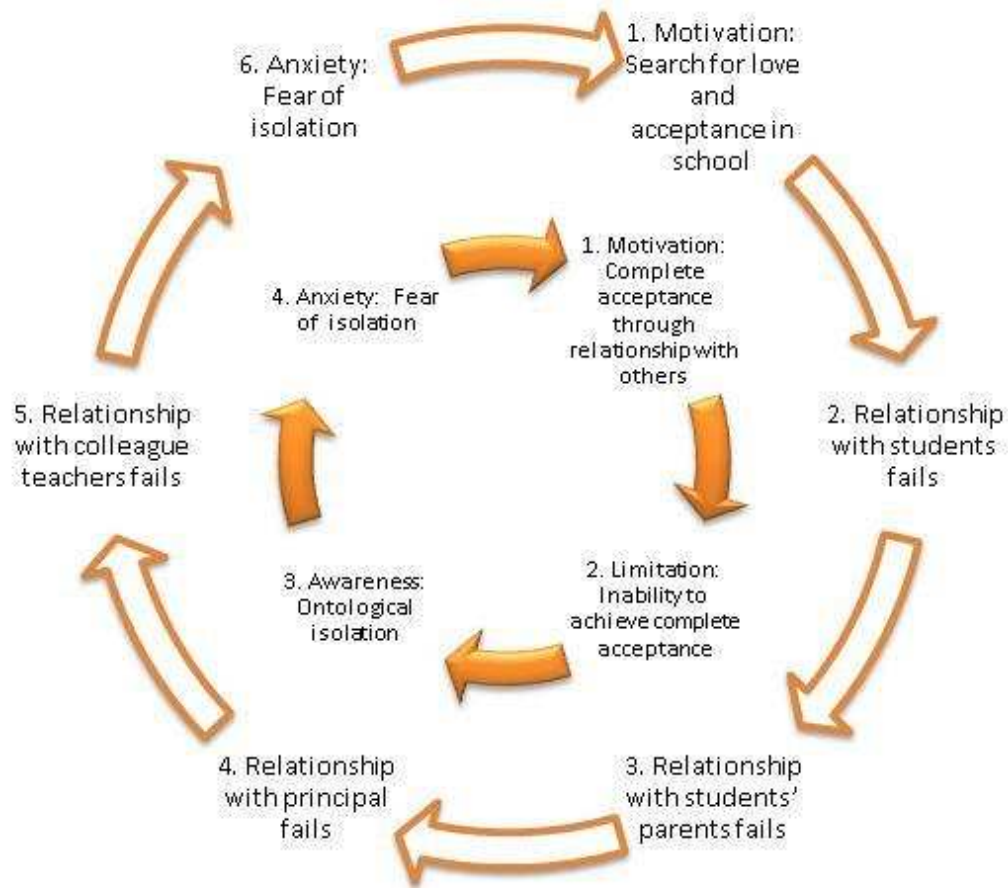 1. Motivation:
Search for love
and
acceptance in
school
2. Relationship
with students
fails
3. Relationship
with students’
parents fails
4. Relationship
with principal
fails
5. Relationship
with colleague
teachers fails
6. Anxiety:
Fear of
isolation
1. Motivation:
Complete
acceptance
through
relationship with
others
2. Limitation:
Inability to
achieve complete
acceptance
3. Awareness:
Ontological
isolation
4. Anxiety: Fear
of isolation